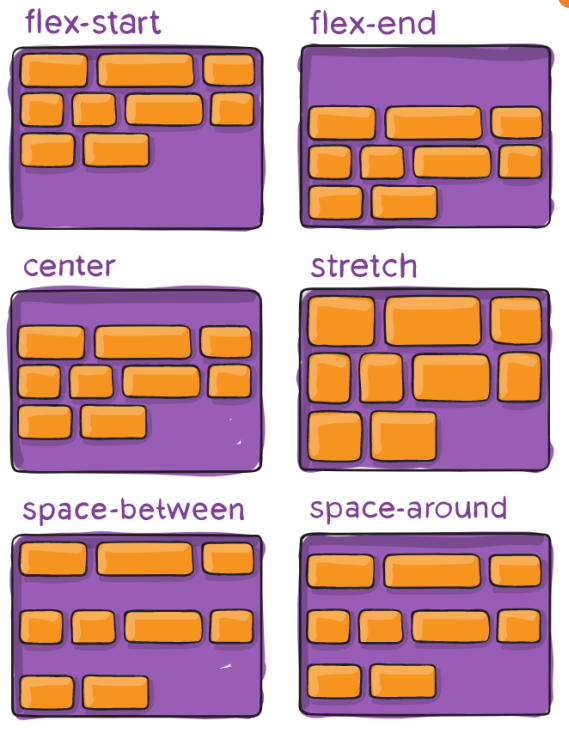 flex-start
flex-end
center
stretch
space-between
space-around